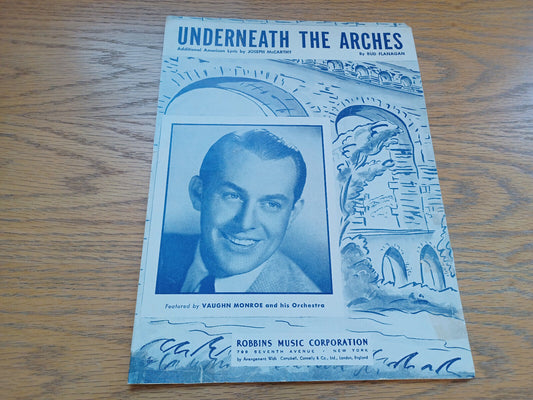 UNDERNEATH THE ARCHES
Additional American Lyric by JOSEPH McCARTHY
By BUD FLANAGAN
Featured by VAUGHN MONROE and his Orchestra
ROBBINS MUSIC CORPORATION
799 SEVENTH AVENUE - NEW YORK
by Arrangement With Campbell, Connelly & Co., Ltd., London, England